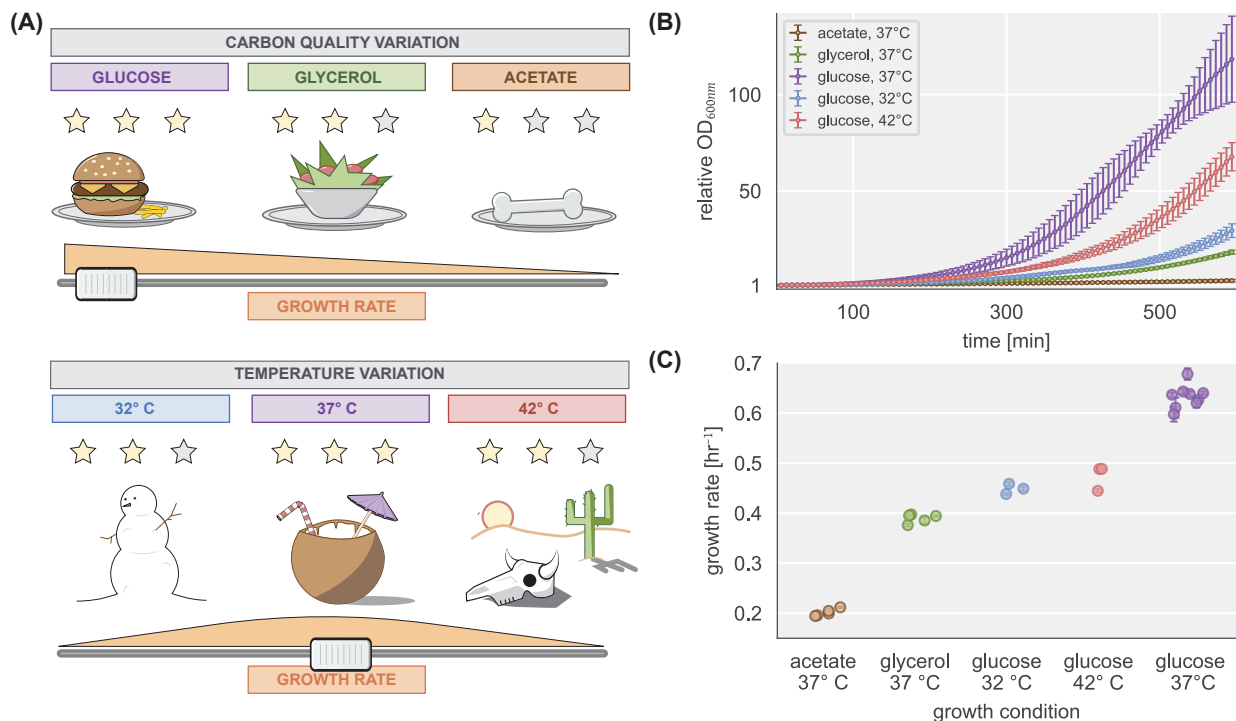 (A)
CARBON QUALITY VARIATION
GLUCOSE
GLYCEROL
ACETATE
GROWTH RATE
TEMPERATURE VARIATION
32° C
37° C
42° C
GROWTH RATE
(B)
acetate, 37°C
glycerol, 37°C
glucose, 37°C
glucose, 32°C
glucose, 42°C
relative OD600nm
100
50
1
100
300
500
time [min]
(C)
growth rate [hr⁻¹]
0.7
0.6
0.5
0.4
0.3
0.2
acetate
37° C
glycerol
37 °C
glucose
32 °C
glucose
42° C
glucose
37°C
growth condition